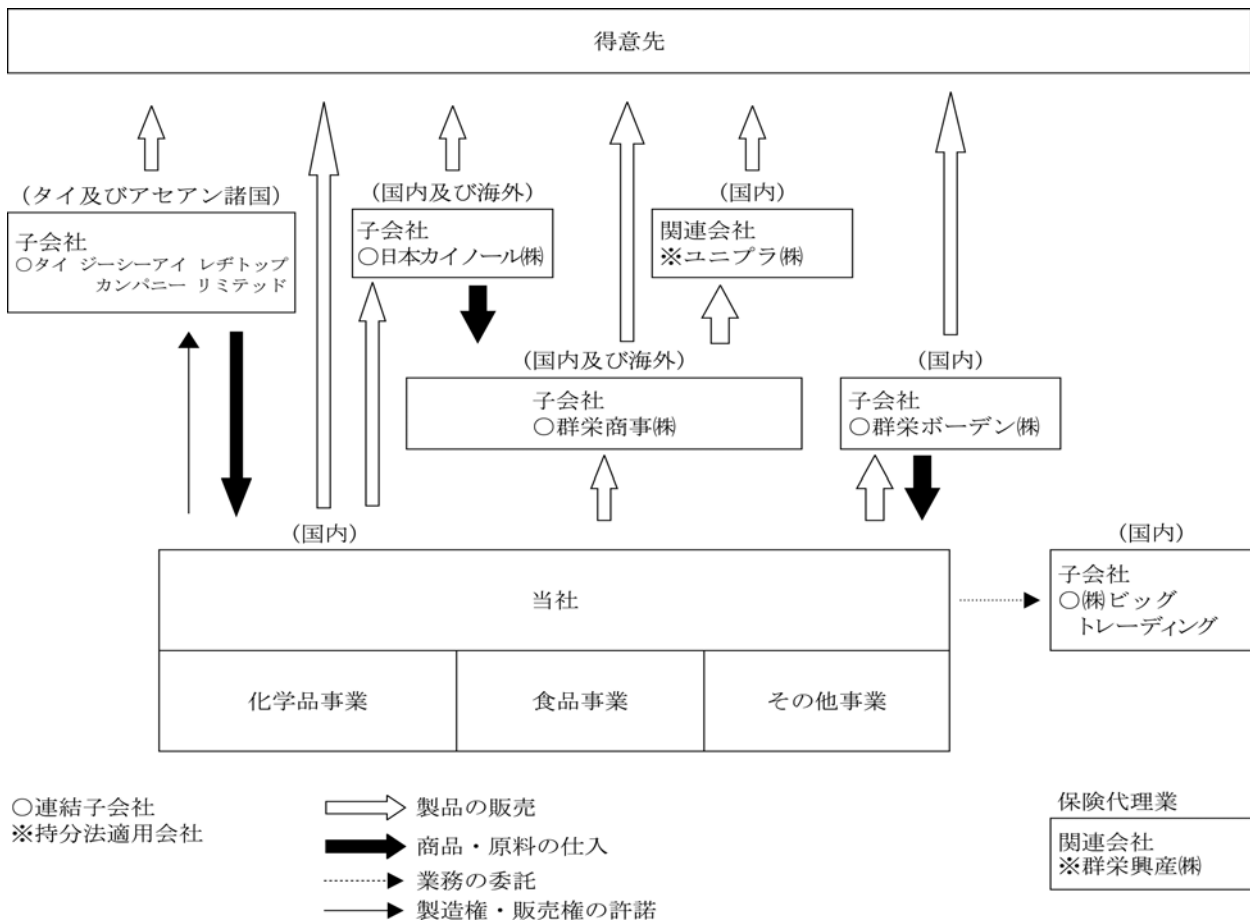 得意先
(タイ及びアセアン諸国)
子会社
○タイ ジーシーアイ レヂトップ
カンパニー リミテッド
(国内及び海外)
子会社
○日本カイノール㈱
(国内)
関連会社
※ユニプラ㈱
(国内及び海外)
子会社
○群栄商事㈱
(国内)
子会社
○群栄ボーデン㈱
(国内)
当社
化学品事業
食品事業
その他事業
(国内)
子会社
○㈱ビッグ
トレーディング
○連結子会社
※持分法適用会社
製品の販売
商品・原料の仕入
業務の委託
製造権・販売権の許諾
保険代理業
関連会社
※群栄興産㈱